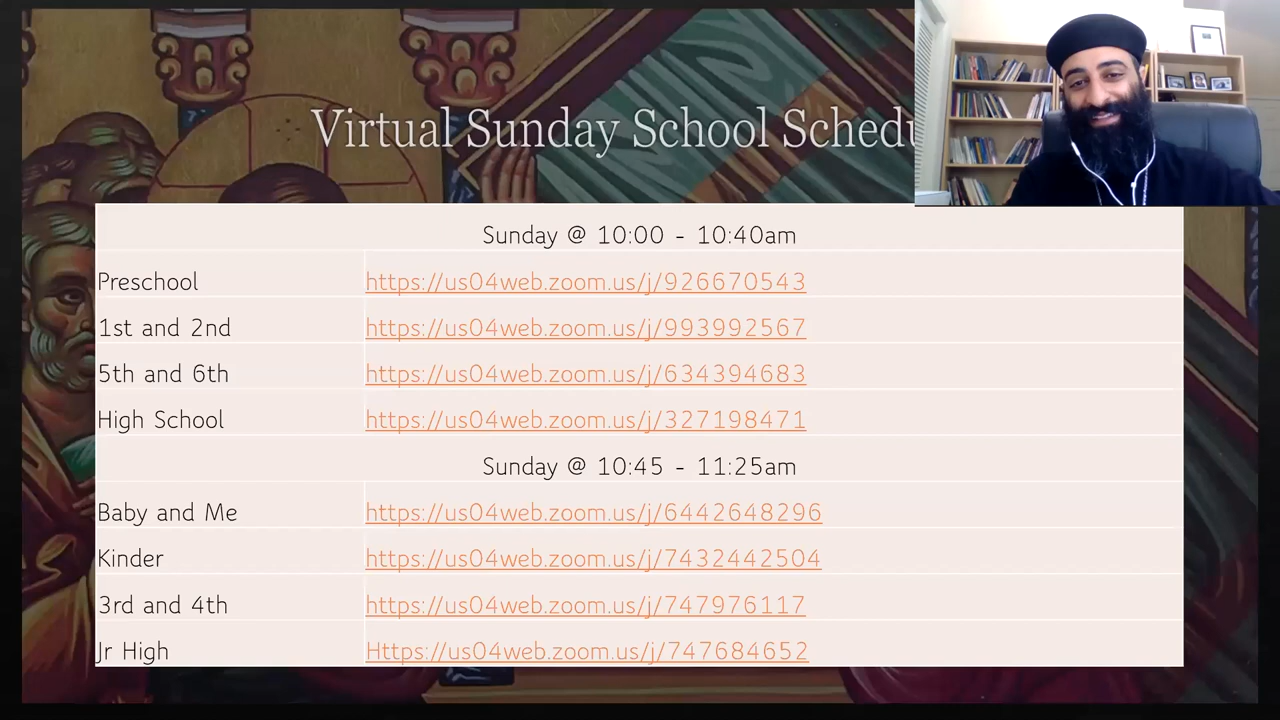 Virtual Sunday School
Sunday @ 10:00 - 10:40am
Preschool https://us04web.zoom.us/j/926670543
1st and 2nd https://us04web.zoom.us/j/993992567
5th and 6th https://us04web.zoom.us/j/634394683
High School https://us04web.zoom.us/j/327198471
Sunday @ 10:45 - 11:25am
Baby and Me https://us04web.zoom.us/j/6442648296
Kinder https://us04web.zoom.us/j/7432442504
3rd and 4th https://us04web.zoom.us/j/747976117
Jr High Https://us04web.zoom.us/j/747684652